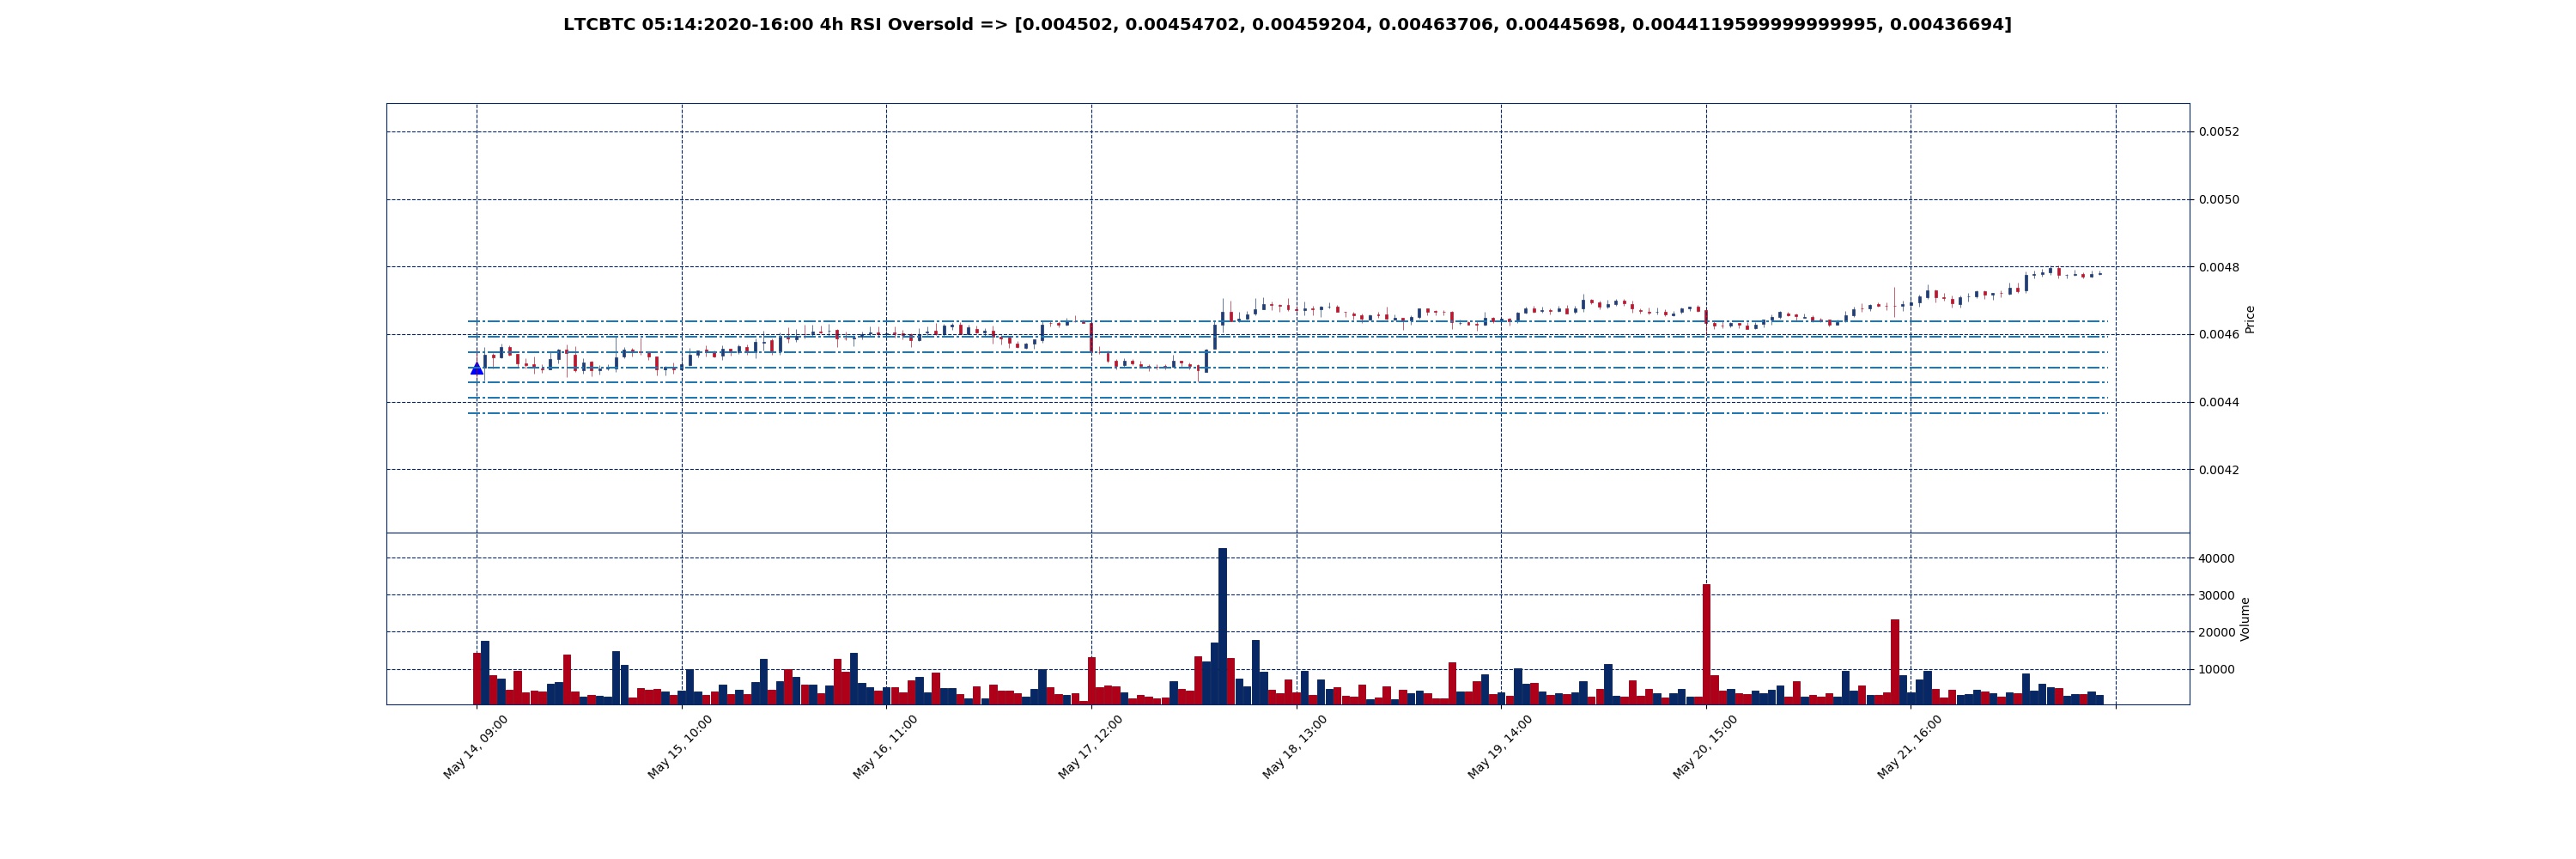 LTCBTC 05:14:2020-16:00 4h RSI Oversold => [0.004502, 0.00454702, 0.00459204, 0.00463706, 0.00445698, 0.0044119599999999995, 0.00436694]
0.0052
0.0050
0.0048
0.0046
0.0044
0.0042
Price
40000
30000
20000
10000
Volume
May 14, 09:00
May 15, 10:00
May 16, 11:00
May 17, 12:00
May 18, 13:00
May 19, 14:00
May 20, 15:00
May 21, 16:00